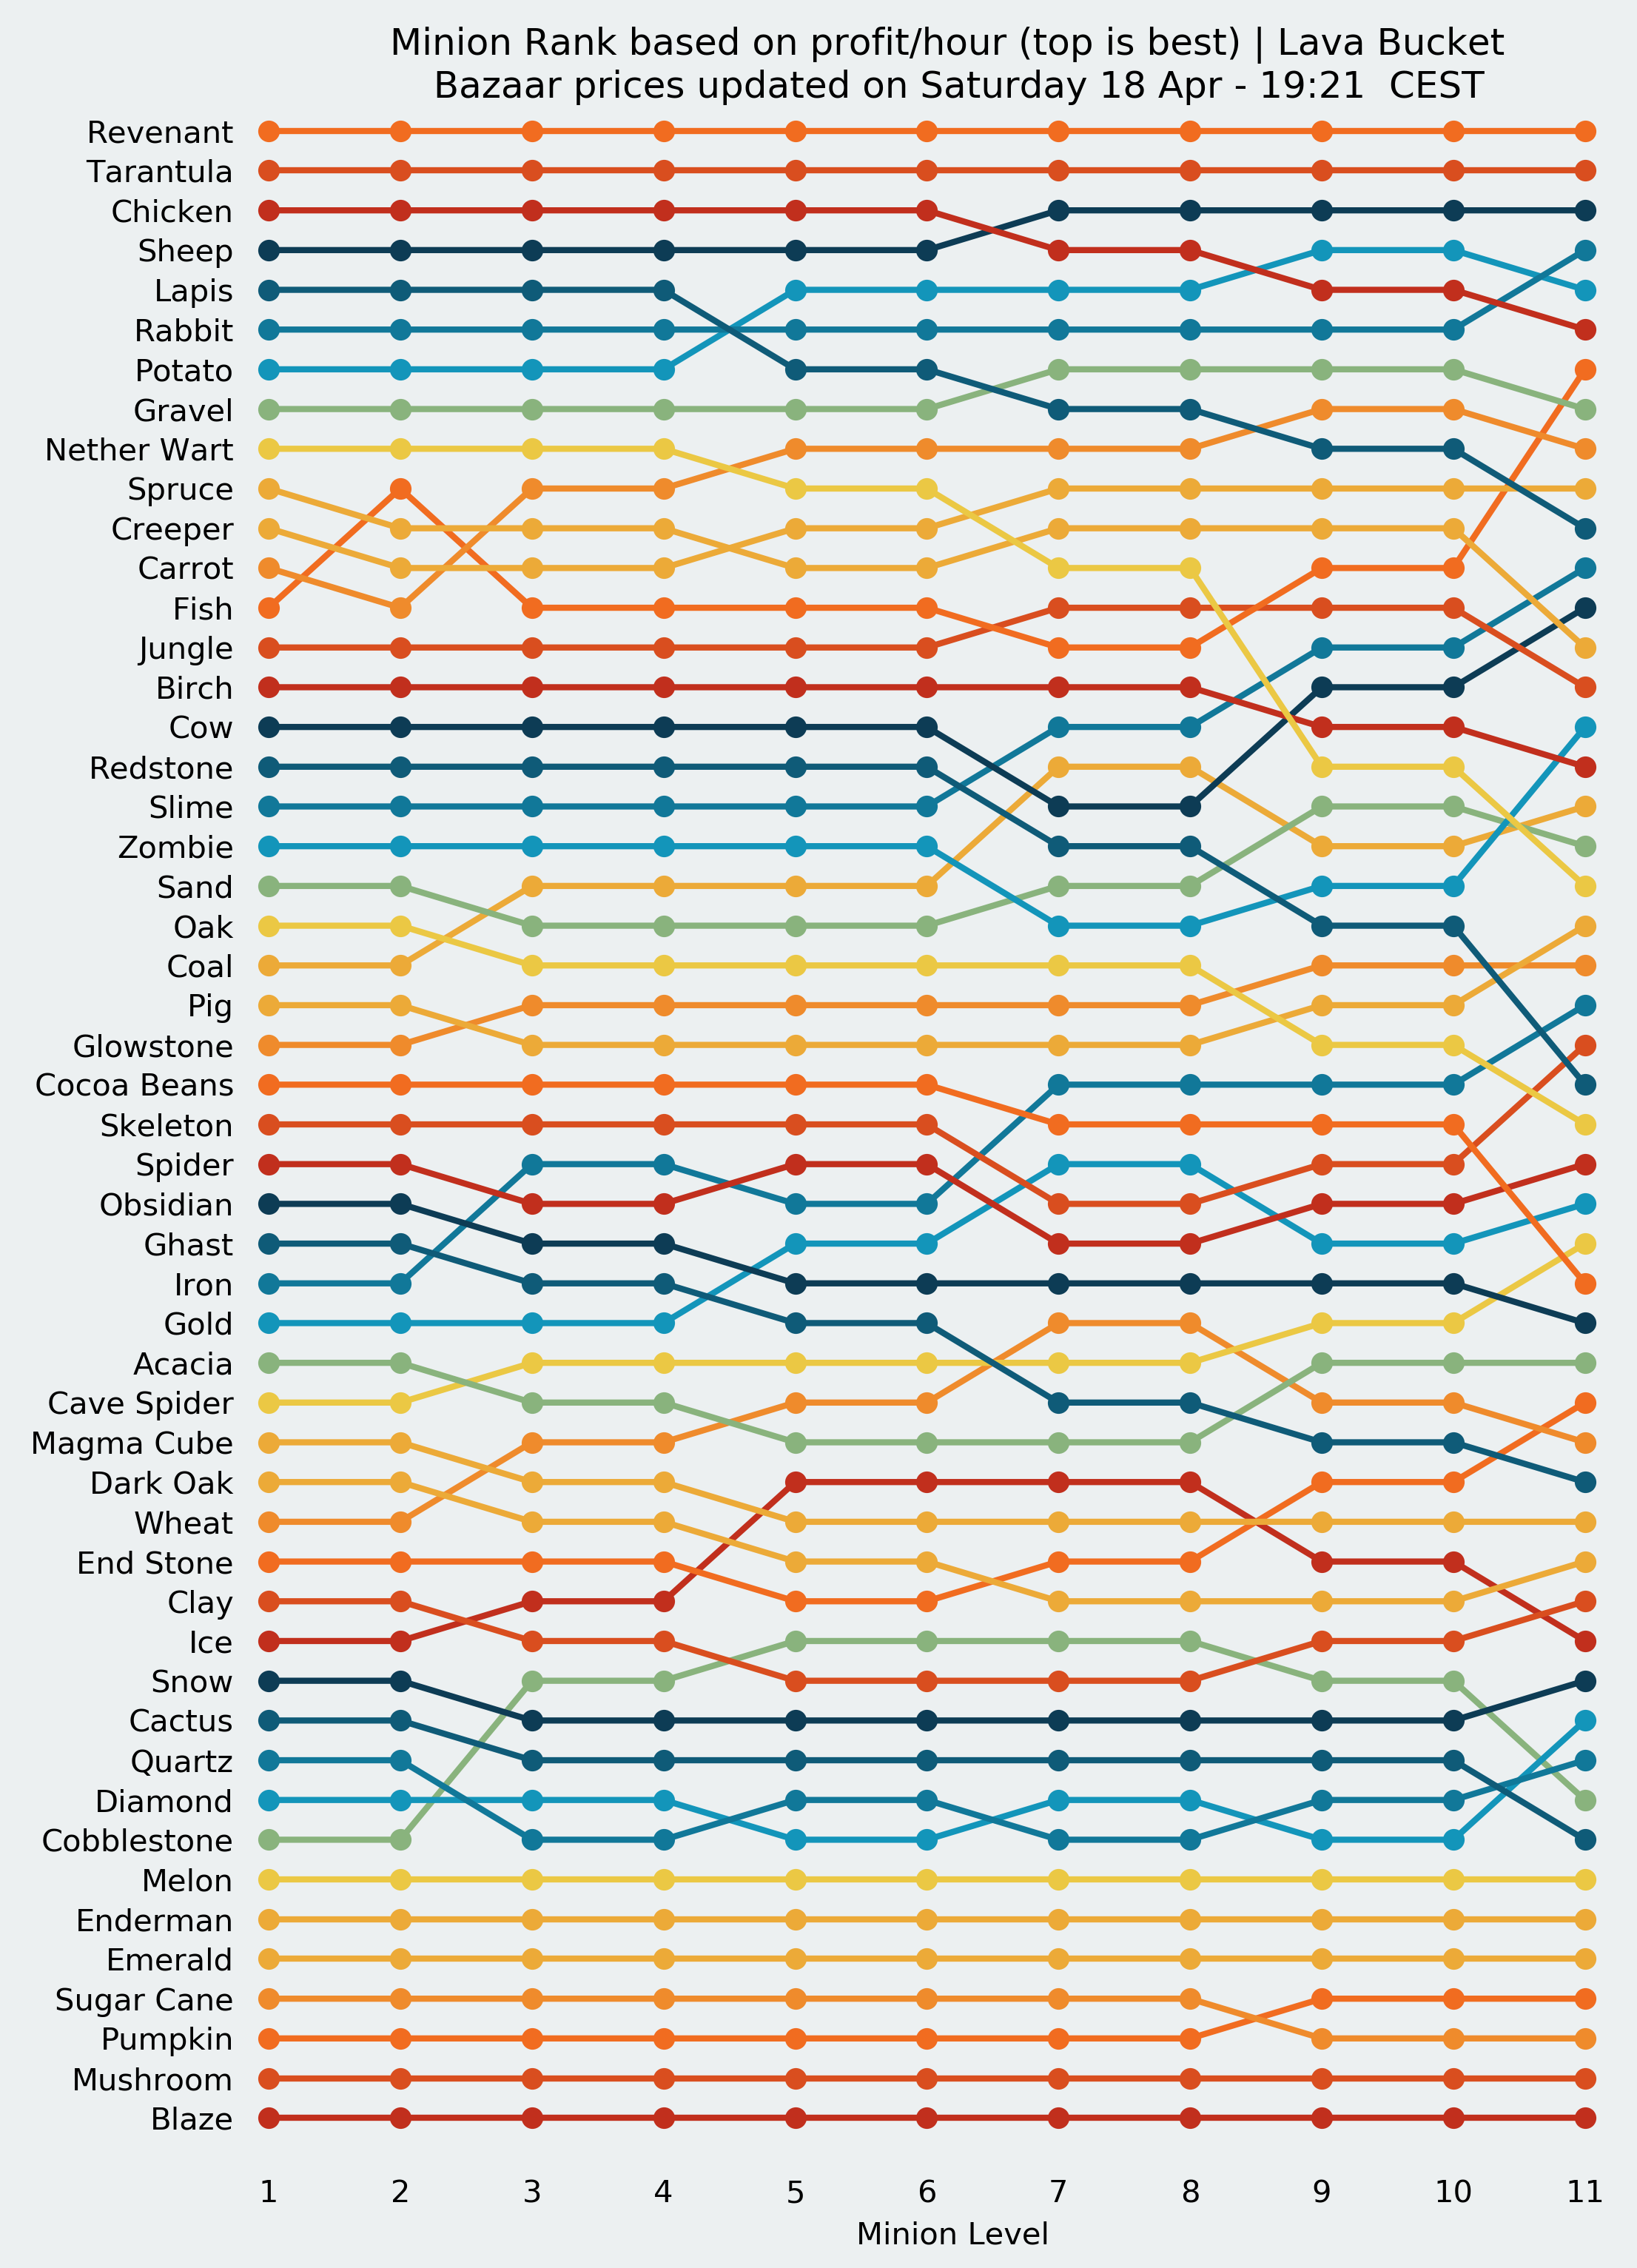 Minion Rank based on profit/hour (top is best) | Lava Bucket
Bazaar prices updated on Saturday 18 Apr - 19:21  CEST
Revenant
Tarantula
Chicken
Sheep
Lapis
Rabbit
Potato
Gravel
Nether Wart
Spruce
Creeper
Carrot
Fish
Jungle
Birch
Cow
Redstone
Slime
Zombie
Sand
Oak
Coal
Pig
Glowstone
Cocoa Beans
Skeleton
Spider
Obsidian
Ghast
Iron
Gold
Acacia
Cave Spider
Magma Cube
Dark Oak
Wheat
End Stone
Clay
Ice
Snow
Cactus
Quartz
Diamond
Cobblestone
Melon
Enderman
Emerald
Sugar Cane
Pumpkin
Mushroom
Blaze
1 2 3 4 5 6 7 8 9 10 11
Minion Level